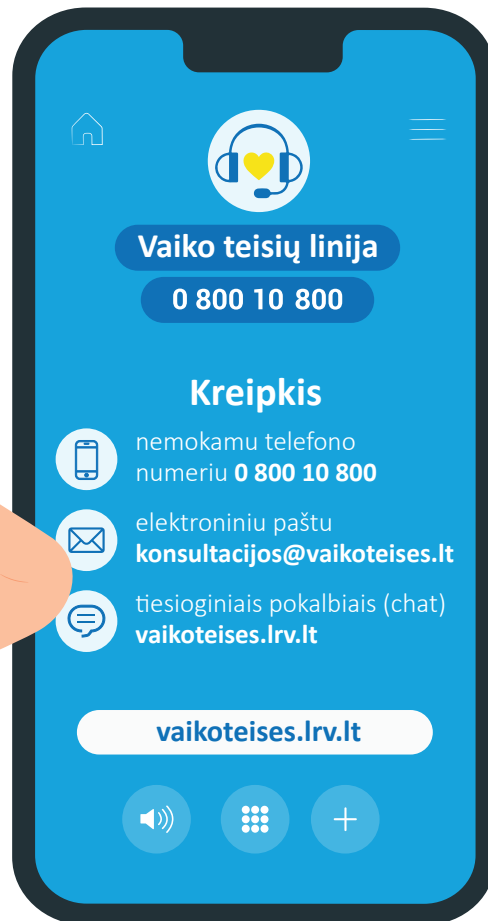 Vaiko teisių linija
0 800 10 800
Kreipkis
nemokamu telefono
numeriu 0 800 10 800
elektroniniu paštu
konsultacijos@vaikoteises.lt
tiesioginiais pokalbiais (chat)
vaikoteises.lrv.lt
vaikoteises.lrv.lt